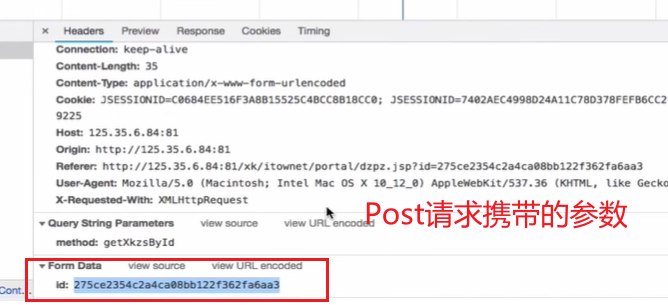 × Headers Preview Response Cookies Timing
Connection: keep-alive
Content-Length: 35
Content-Type: application/x-www-form-urlencoded
Cookie: JSESSIONID=C0684EE516F3A8B15525C4BCC8B18CC0; JSESSIONID=7402AEC4998D24A11C78D378FEFB6CC2
9225
Host: 125.35.6.84:81
Origin: http://125.35.6.84:81
Referer: http://125.35.6.84:81/xk/itownet/portal/dzpz.jsp?id=275ce2354c2a4ca08bb122f362fa6aa3
User-Agent: Mozilla/5.0 (Macintosh; Intel Mac OS X 10_12_0) AppleWebKit/537.36 (KHTML, like Gecko
X-Requested-With: XMLHttpRequest
Post请求携带的参数
Query String Parameters view source view URL encoded
method: getXkzsById
Form Data view source view URL encoded
id: 275ce2354c2a4ca08bb122f362fa6aa3
Cont...